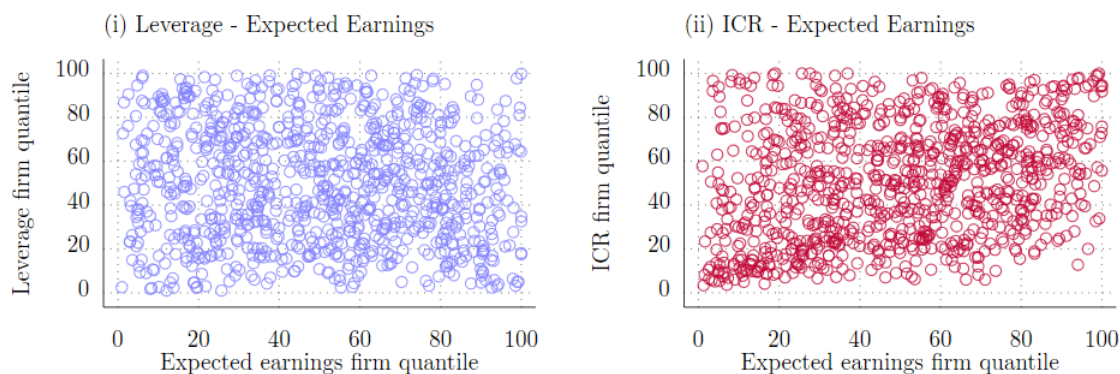 (i) Leverage - Expected Earnings
Leverage firm quantile
100
80
60
40
20
0
0 20 40 60 80 100
Expected earnings firm quantile
(ii) ICR - Expected Earnings
ICR firm quantile
100
80
60
40
20
0
0 20 40 60 80 100
Expected earnings firm quantile